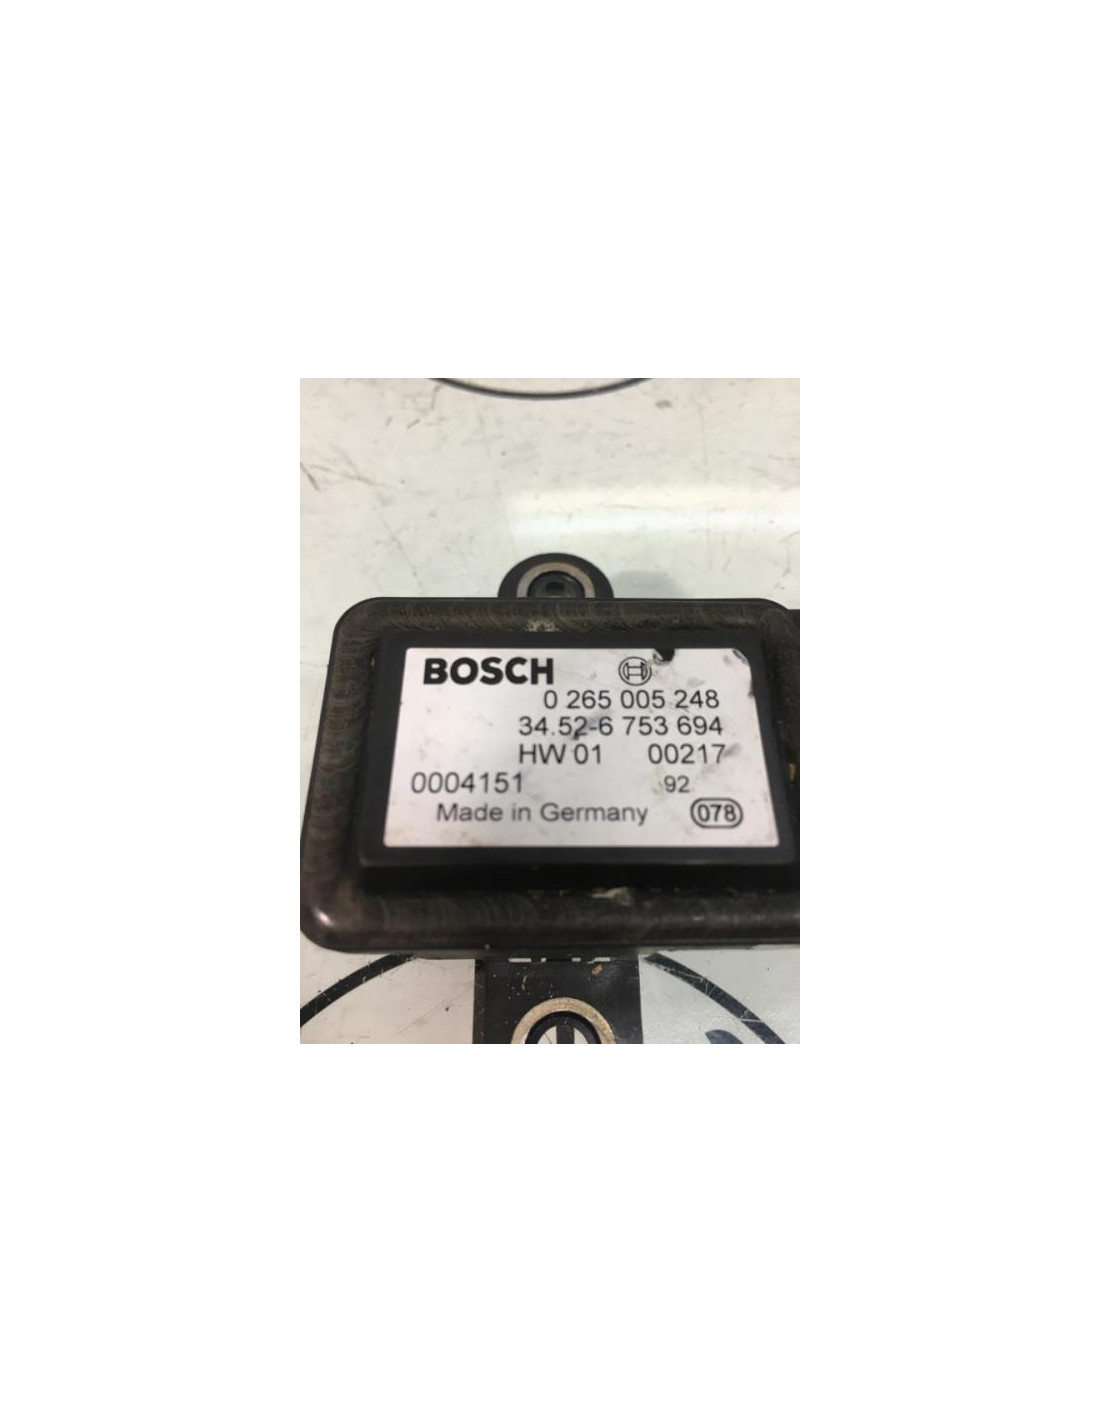 BOSCH
0 265 005 248
34.52-6 753 694
HW 01 00217
0004151 92
Made in Germany 078